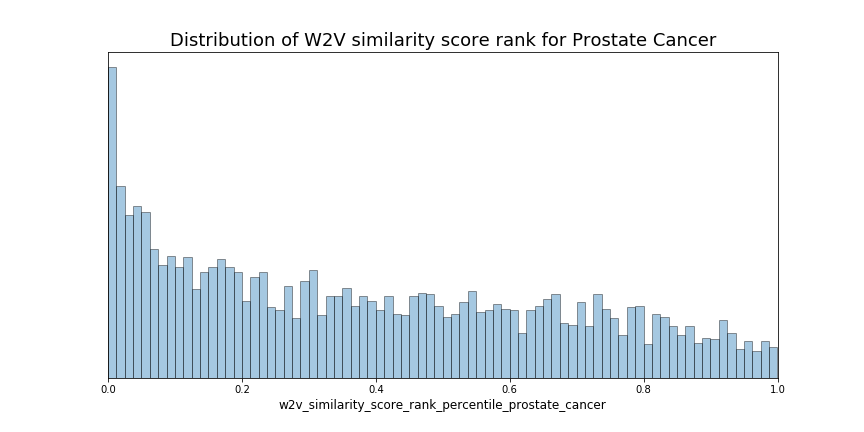 Distribution of W2V similarity score rank for Prostate Cancer
0.0 0.2 0.4 0.6 0.8 1.0
w2v_similarity_score_rank_percentile_prostate_cancer